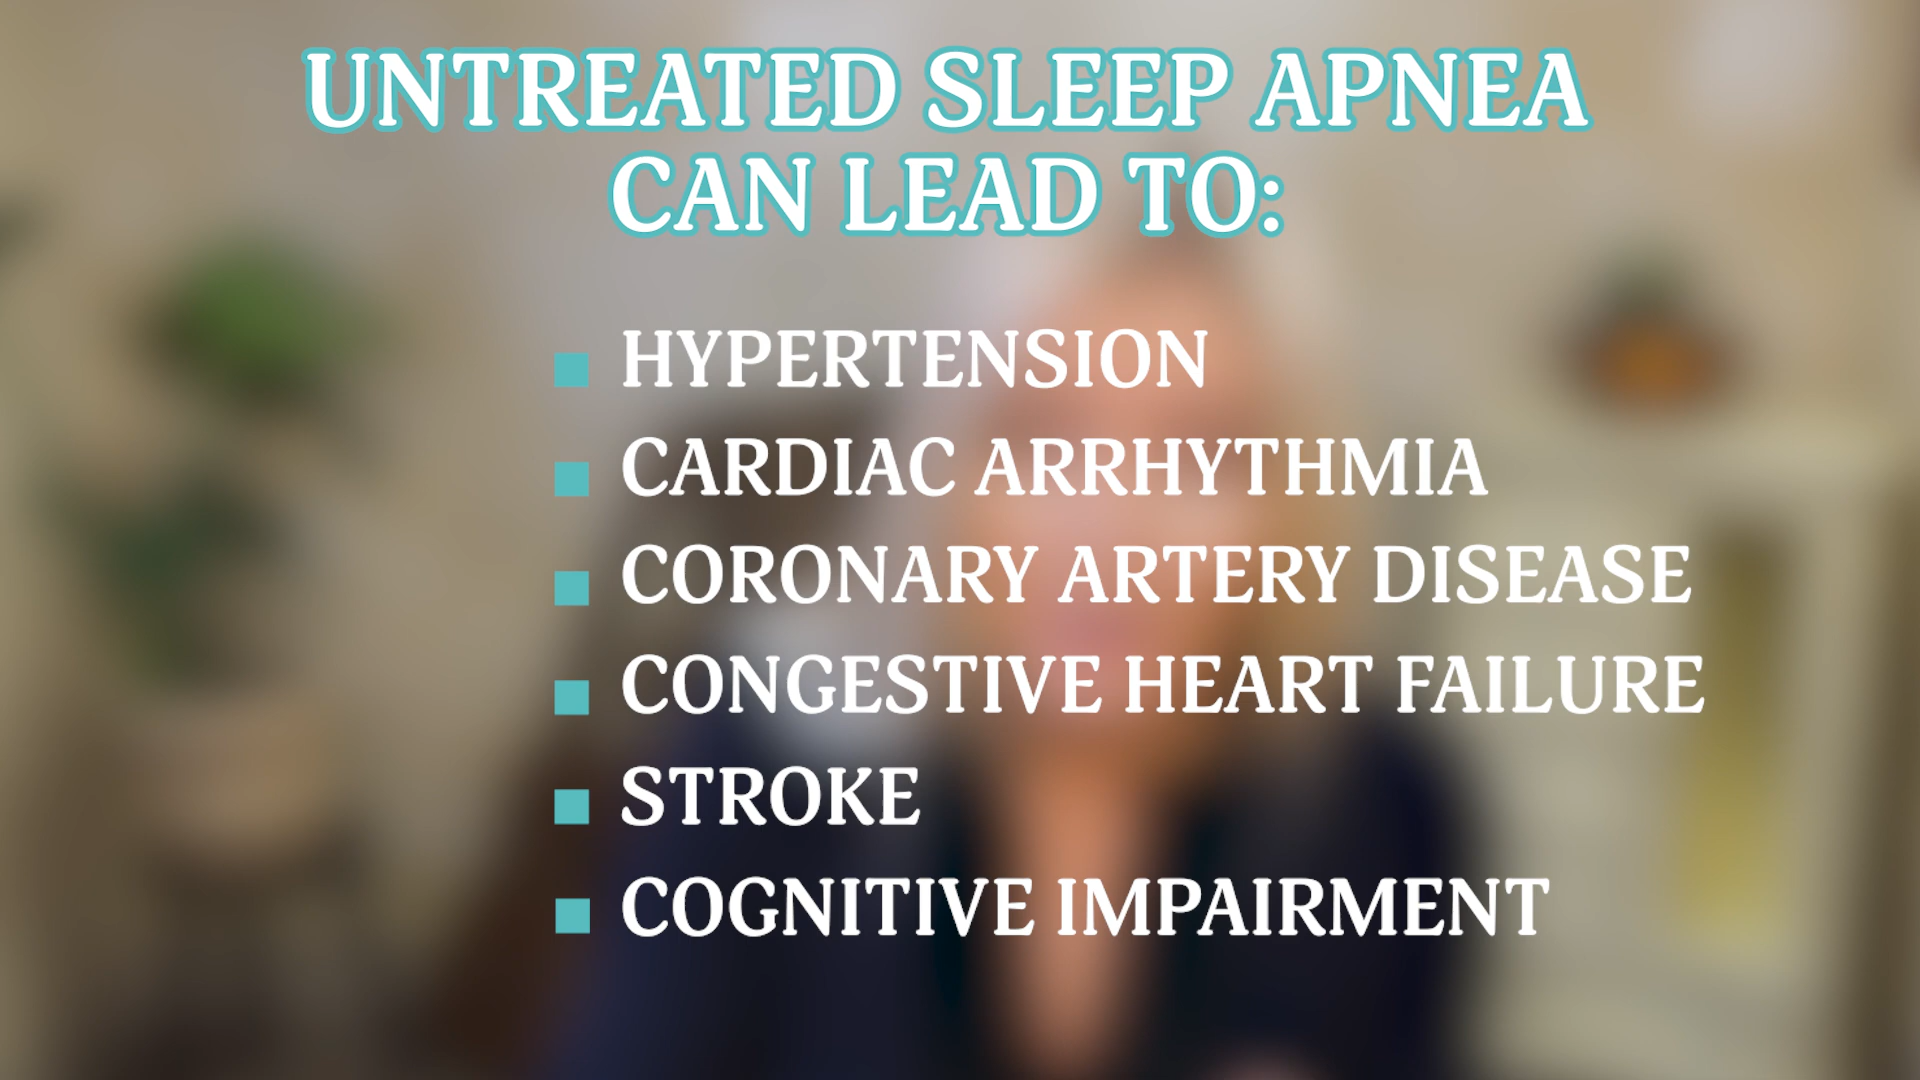 UNTREATED SLEEP APNEA
CAN LEAD TO:
HYPERTENSION
CARDIAC ARRHYTHMIA
CORONARY ARTERY DISEASE
CONGESTIVE HEART FAILURE
STROKE
COGNITIVE IMPAIRMENT